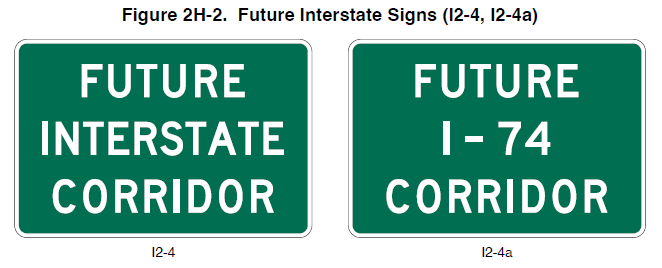 Figure 2H-2. Future Interstate Signs (I2-4, I2-4a)
FUTURE
INTERSTATE
CORRIDOR
I2-4
FUTURE
I - 74
CORRIDOR
I2-4a